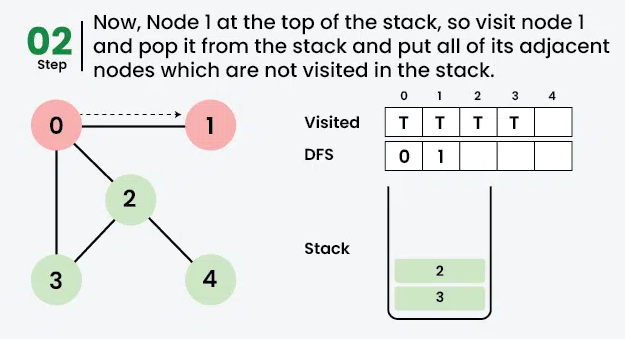 02
Step
Now, Node 1 at the top of the stack, so visit node 1
and pop it from the stack and put all of its adjacent
nodes which are not visited in the stack.
0 1 2 3 4
Visited T T T T
DFS 0 1
0 1
2
3 4
Stack
2
3